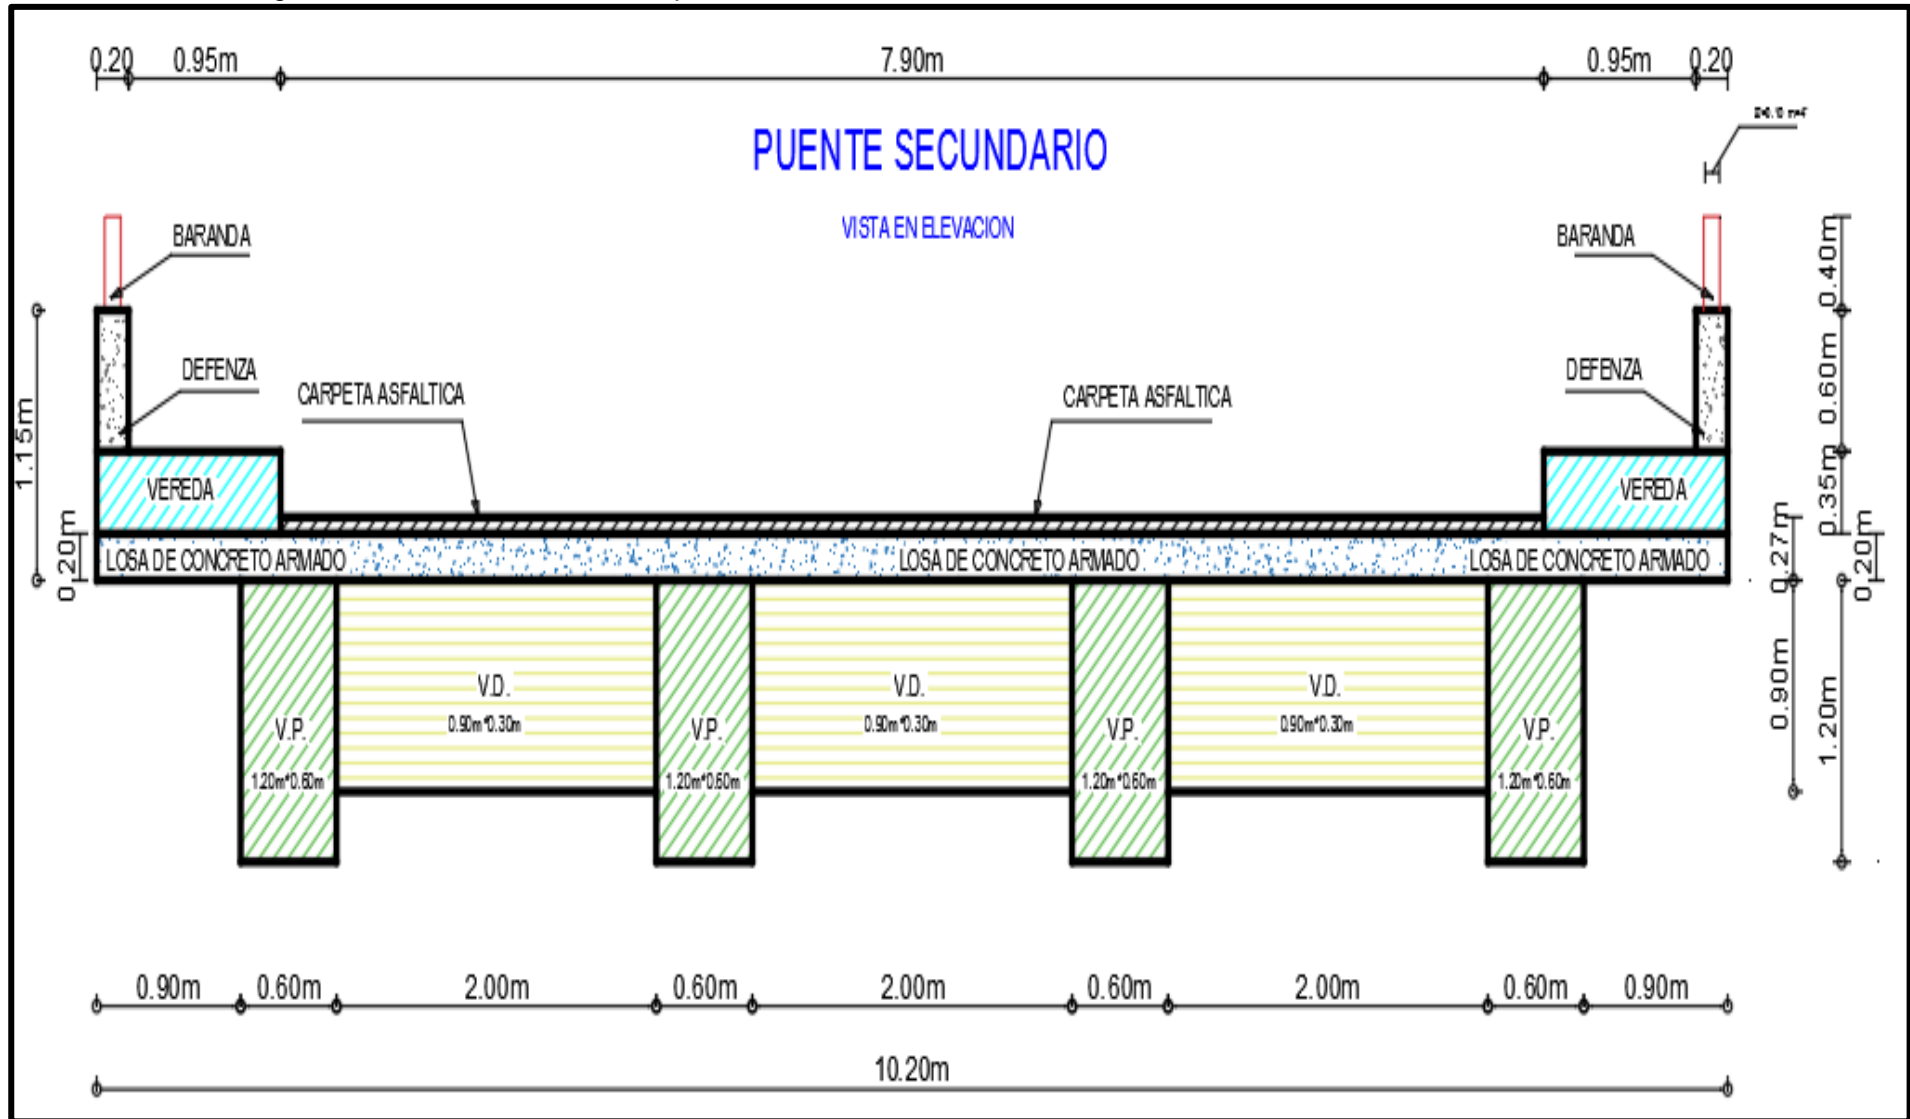 0.20 0.95m 7.90m 0.95m 0.20
PUENTE SECUNDARIO
VISTA EN ELEVACION
BARANDA
BARANDA
0.40m
DEFENZA
DEFENZA
0.60m
CARPETA ASFALTICA
CARPETA ASFALTICA
1.15m
VEREDA
VEREDA
0.35m
0.20m
LOSA DE CONCRETO ARMADO
LOSA DE CONCRETO ARMADO
LOSA DE CONCRETO ARMADO
0.27m
0.20m
V.D.
0.90m*0.30m
V.D.
0.90m*0.30m
V.D.
0.90m*0.30m
V.P.
1.20m*0.60m
V.P.
1.20m*0.60m
V.P.
1.20m*0.60m
V.P.
1.20m*0.60m
0.90m
1.20m
0.90m 0.60m 2.00m 0.60m 2.00m 0.60m 2.00m 0.60m 0.90m
10.20m